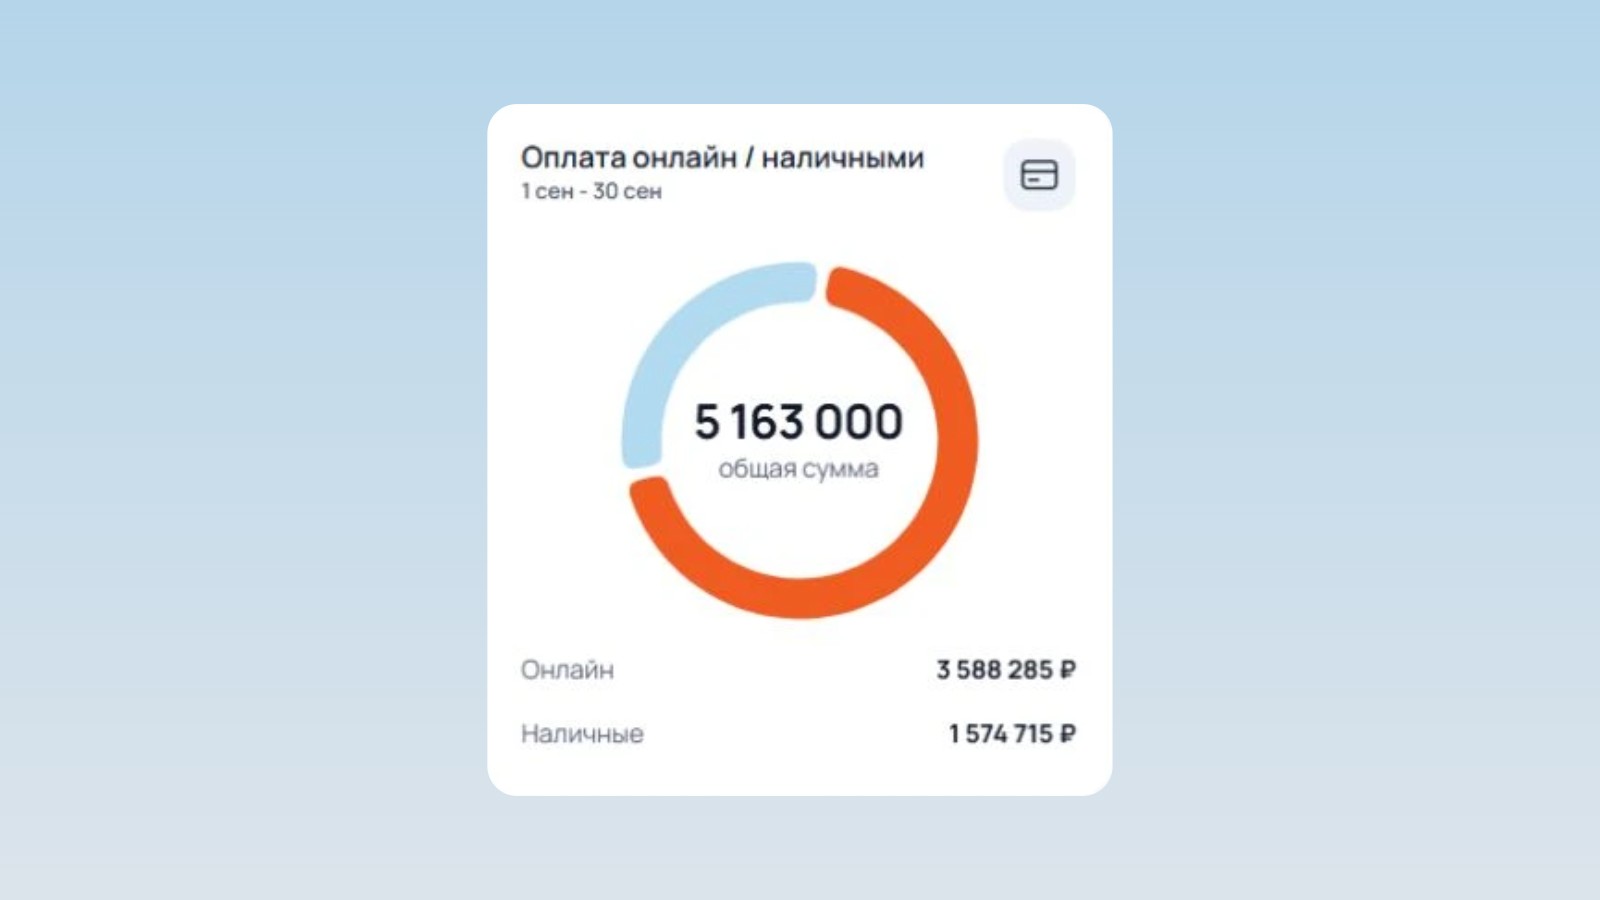 Оплата онлайн / наличными
1 сен - 30 сен
5 163 000
общая сумма
Онлайн 3 588 285 ₽
Наличные 1 574 715 ₽